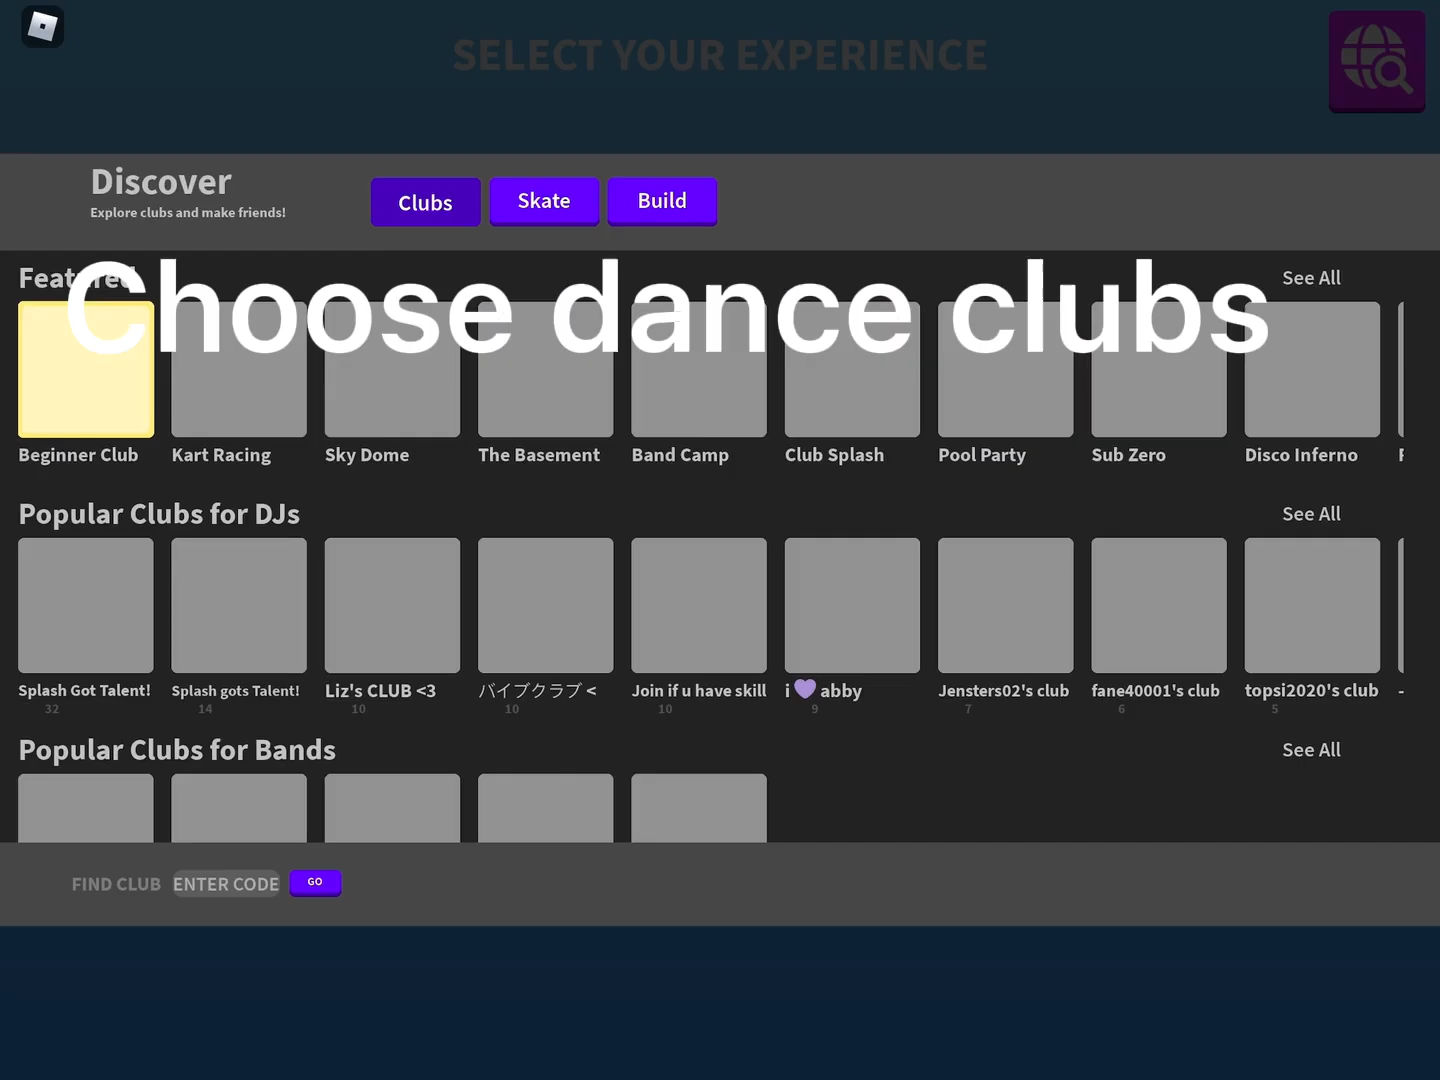 SELECT YOUR EXPERIENCE
Discover
Explore clubs and make friends!
Clubs
Skate
Build
Featured
See All
Choose dance clubs
Beginner Club
Kart Racing
Sky Dome
The Basement
Band Camp
Club Splash
Pool Party
Sub Zero
Disco Inferno
Popular Clubs for DJs
See All
Splash Got Talent!
Splash gots Talent!
Liz's CLUB <3
バイブクラブ <
Join if u have skill
i 💜 abby
Jensters02's club
fane40001's club
topsi2020's club
-
32
14
10
10
10
9
7
6
5
Popular Clubs for Bands
See All
FIND CLUB
ENTER CODE
GO